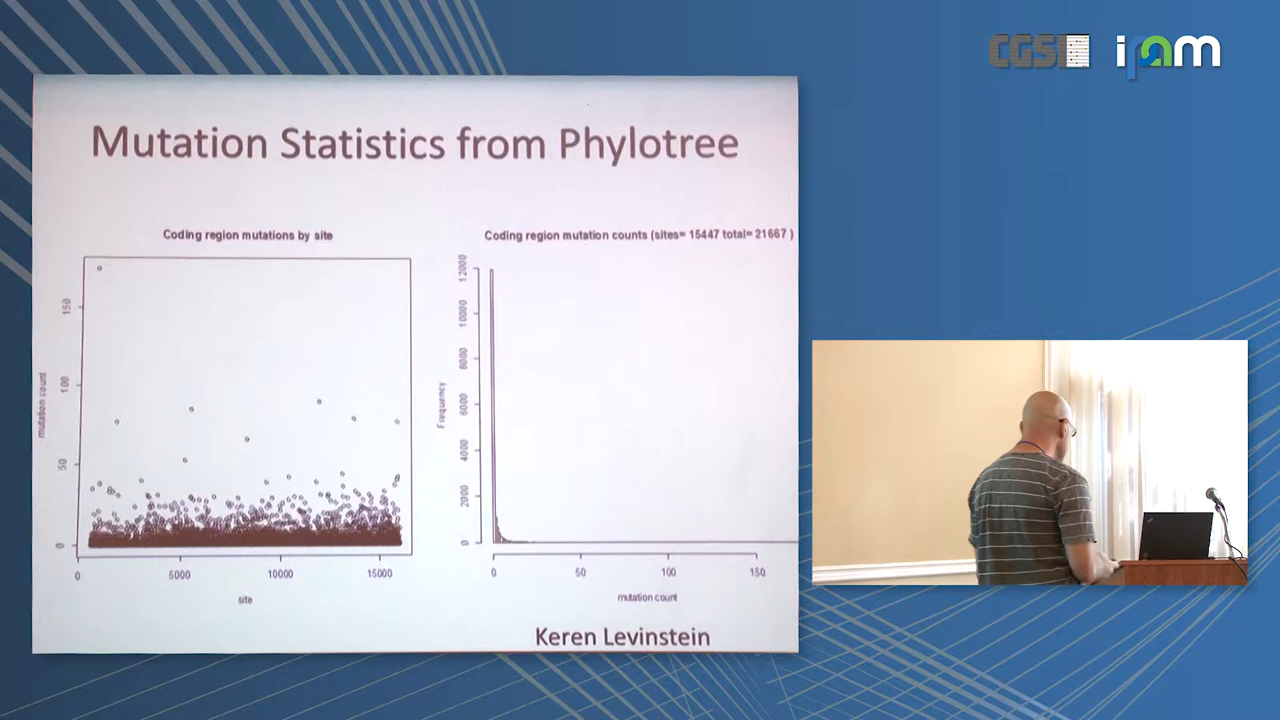 CGSI
ipam
Mutation Statistics from Phylotree
Coding region mutations by site
mutation count
0
50
100
150
0
5000
10000
15000
site
Coding region mutation counts (sites= 15447 total= 21667 )
Frequency
0
2000
4000
6000
8000
10000
12000
0
50
100
150
mutation count
Keren Levinstein